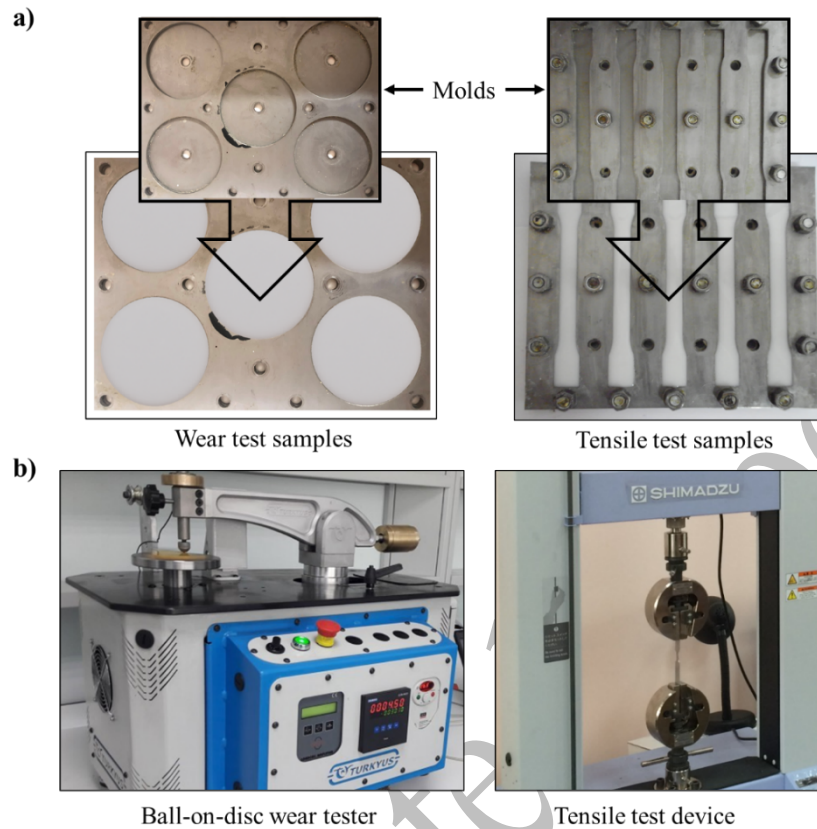 a)
Molds
Wear test samples
Tensile test samples
b)
SHIMADZU
TURKYUS
Ball-on-disc wear tester
Tensile test device